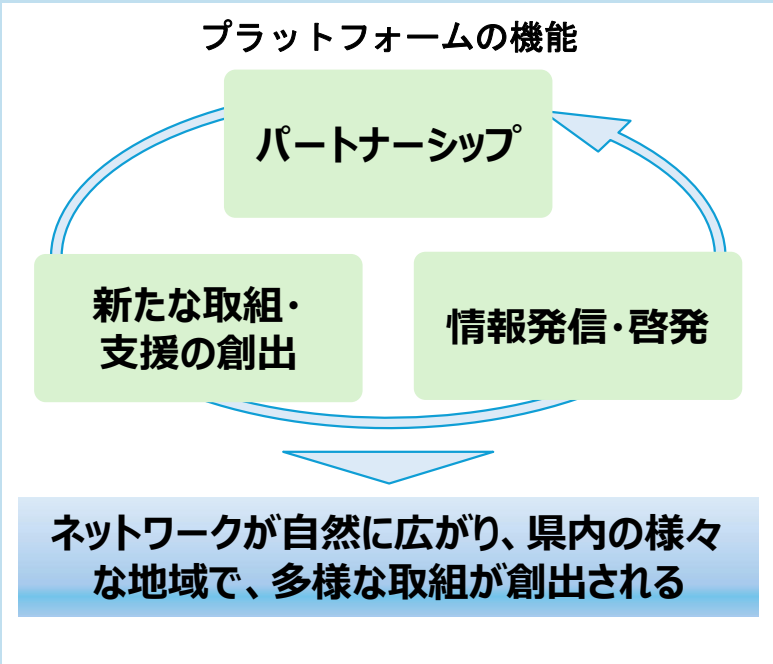 プラットフォームの機能
パートナーシップ
新たな取組・
支援の創出
情報発信・啓発
ネットワークが自然に広がり、県内の様々
な地域で、多様な取組が創出される